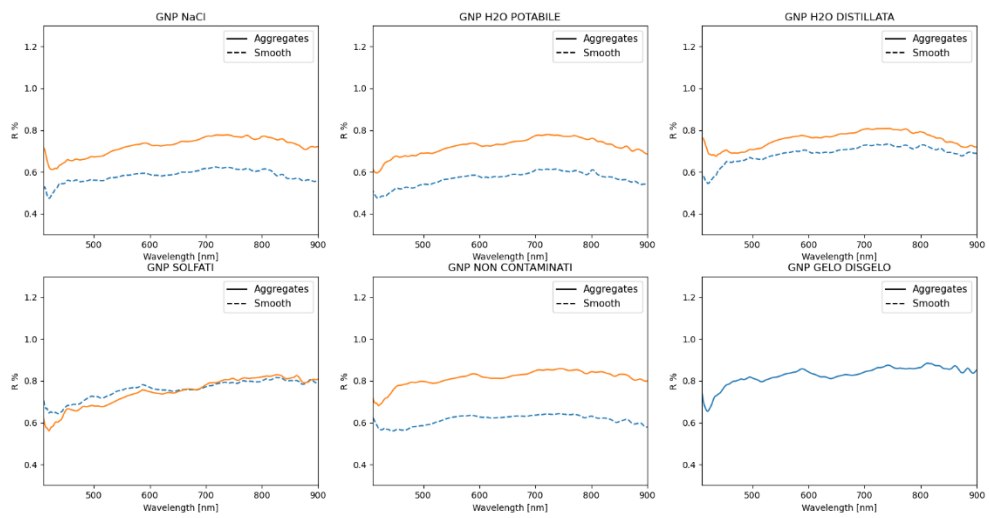 GNP NaCl
1.2
1.0
0.8
0.6
0.4
R %
500
600
700
800
900
Wavelength [nm]
Aggregates
Smooth
GNP H2O POTABILE
1.2
1.0
0.8
0.6
0.4
R %
500
600
700
800
900
Wavelength [nm]
Aggregates
Smooth
GNP H2O DISTILLATA
1.2
1.0
0.8
0.6
0.4
R %
500
600
700
800
900
Wavelength [nm]
Aggregates
Smooth
GNP SOLFATI
1.2
1.0
0.8
0.6
0.4
R %
500
600
700
800
900
Wavelength [nm]
Aggregates
Smooth
GNP NON CONTAMINATI
1.2
1.0
0.8
0.6
0.4
R %
500
600
700
800
900
Wavelength [nm]
Aggregates
Smooth
GNP GELO DISGELO
1.2
1.0
0.8
0.6
0.4
R %
500
600
700
800
900
Wavelength [nm]
Aggregates
Smooth